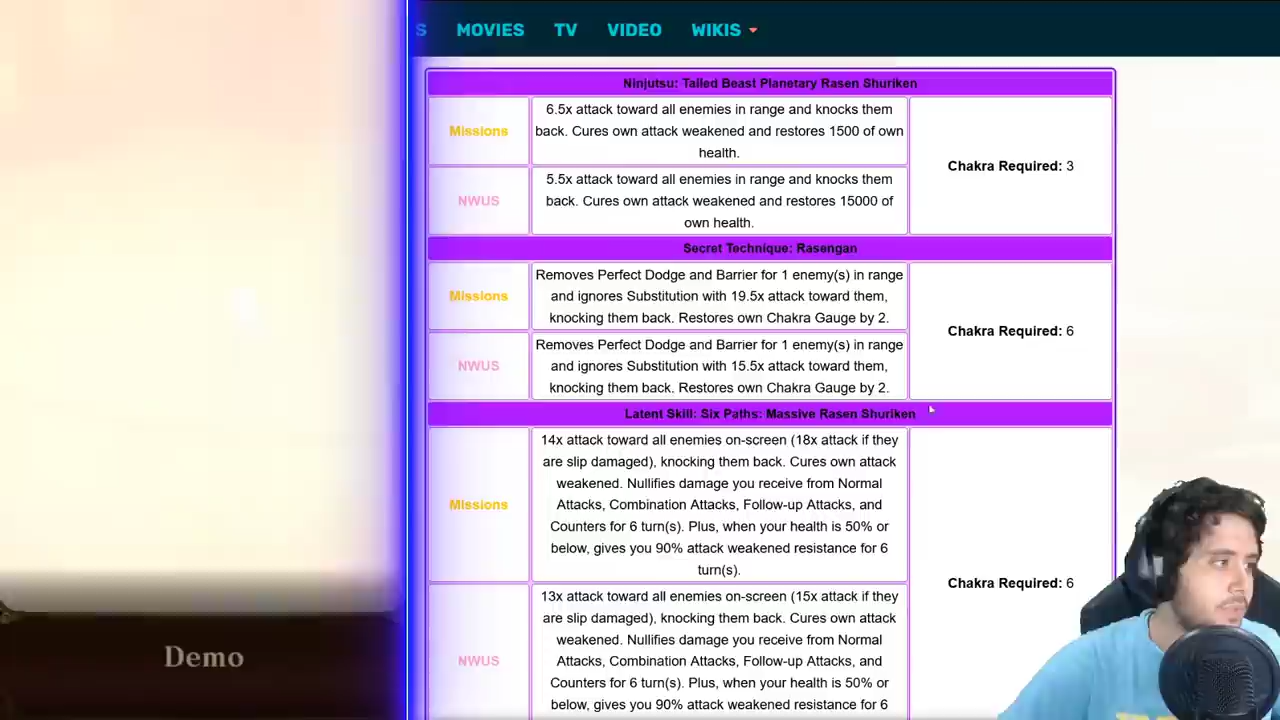 S MOVIES TV VIDEO WIKIS
Ninjutsu: Tailed Beast Planetary Rasen Shuriken
Missions
6.5x attack toward all enemies in range and knocks them
back. Cures own attack weakened and restores 1500 of own
health.
Chakra Required: 3
NWUS
5.5x attack toward all enemies in range and knocks them
back. Cures own attack weakened and restores 15000 of
own health.
Secret Technique: Rasengan
Missions
Removes Perfect Dodge and Barrier for 1 enemy(s) in range
and ignores Substitution with 19.5x attack toward them,
knocking them back. Restores own Chakra Gauge by 2.
Chakra Required: 6
NWUS
Removes Perfect Dodge and Barrier for 1 enemy(s) in range
and ignores Substitution with 15.5x attack toward them,
knocking them back. Restores own Chakra Gauge by 2.
Latent Skill: Six Paths: Massive Rasen Shuriken
Missions
14x attack toward all enemies on-screen (18x attack if they
are slip damaged), knocking them back. Cures own attack
weakened. Nullifies damage you receive from Normal
Attacks, Combination Attacks, Follow-up Attacks, and
Counters for 6 turn(s). Plus, when your health is 50% or
below, gives you 90% attack weakened resistance for 6
turn(s).
Chakra Required: 6
NWUS
13x attack toward all enemies on-screen (15x attack if they
are slip damaged), knocking them back. Cures own attack
weakened. Nullifies damage you receive from Normal
Attacks, Combination Attacks, Follow-up Attacks, and
Counters for 6 turn(s). Plus, when your health is 50% or
below, gives you 90% attack weakened resistance for 6
Demo